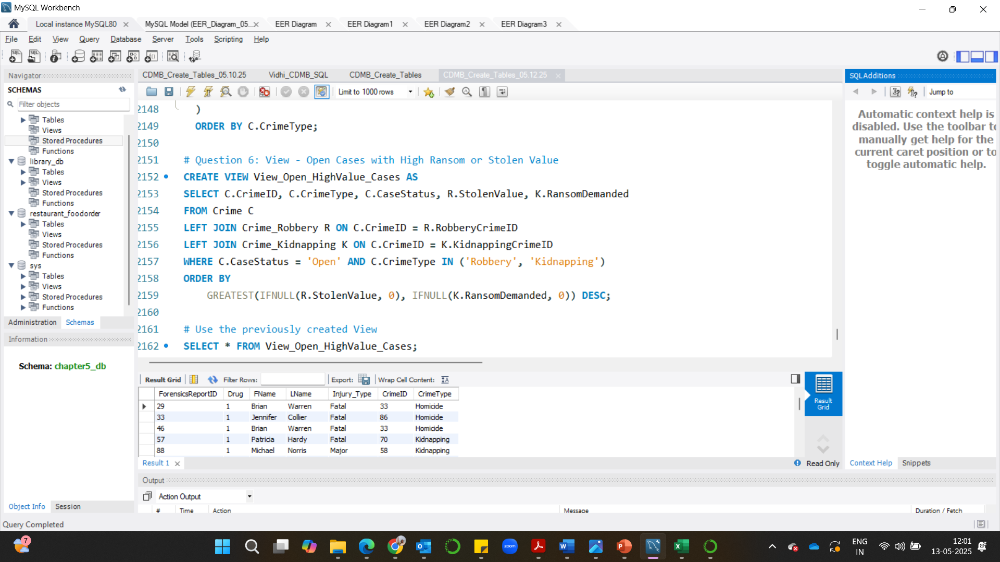 MySQL Workbench
Local instance MySQL80
MySQL Model (EER_Diagram_05...
EER Diagram
EER Diagram1
EER Diagram2
EER Diagram3
File Edit View Query Database Server Tools Scripting Help
Navigator
SCHEMAS
Filter objects
Tables
Views
Stored Procedures
Functions
library_db
Tables
Views
Stored Procedures
Functions
restaurant_foodorder
Tables
Views
Stored Procedures
Functions
sys
Tables
Views
Stored Procedures
Functions
Administration Schemas
Information
Schema: chapter5_db
Object Info Session
CDMB_Create_Tables_05.10.25
Vidhi_CDMB_SQL
CDMB_Create_Tables
CDMB_Create_Tables_05.12.25
Limit to 1000 rows
2148 )
2149 ORDER BY C.CrimeType;
2150
2151 # Question 6: View - Open Cases with High Ransom or Stolen Value
2152 CREATE VIEW View_Open_HighValue_Cases AS
2153 SELECT C.CrimeID, C.CrimeType, C.CaseStatus, R.StolenValue, K.RansomDemanded
2154 FROM Crime C
2155 LEFT JOIN Crime_Robbery R ON C.CrimeID = R.RobberyCrimeID
2156 LEFT JOIN Crime_Kidnapping K ON C.CrimeID = K.KidnappingCrimeID
2157 WHERE C.CaseStatus = 'Open' AND C.CrimeType IN ('Robbery', 'Kidnapping')
2158 ORDER BY
2159 GREATEST(IFNULL(R.StolenValue, 0), IFNULL(K.RansomDemanded, 0)) DESC;
2160
2161 # Use the previously created View
2162 SELECT * FROM View_Open_HighValue_Cases;
Result Grid Filter Rows: Export: Wrap Cell Content:
ForensicsReportID Drug FName LName Injury_Type CrimeID CrimeType
29 1 Brian Warren Fatal 33 Homicide
33 1 Jennifer Collier Fatal 86 Homicide
46 1 Brian Warren Fatal 33 Homicide
57 1 Patricia Hardy Fatal 70 Kidnapping
88 1 Michael Norris Major 58 Kidnapping
Result Grid
Result 1
Read Only
Output
Action Output
# Time Action Message Duration / Fetch
SQLAdditions
Jump to
Automatic context help is
disabled. Use the toolbar to
manually get help for the
current caret position or to
toggle automatic help.
Context Help Snippets
Query Completed
7
zoom
ENG
IN
12:01
13-05-2025